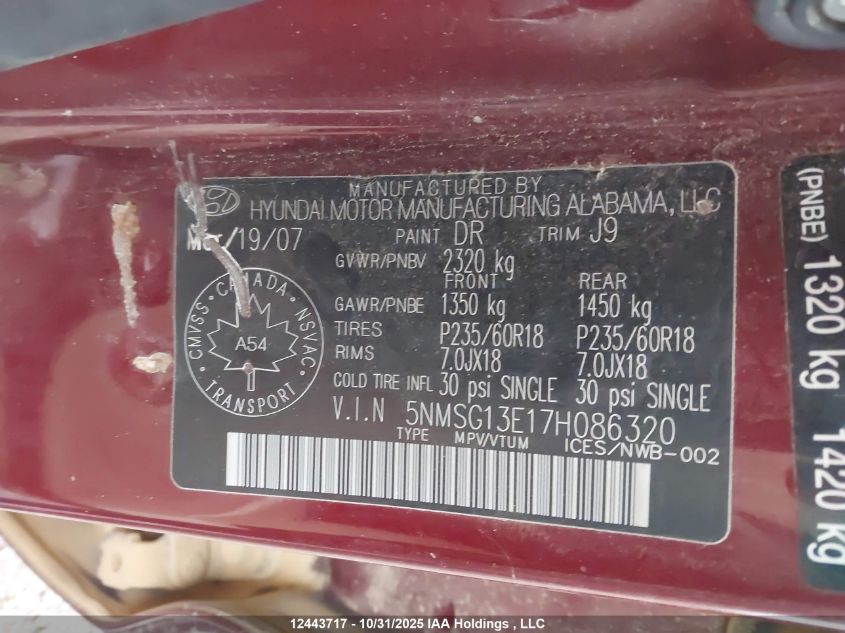 MANUFACTURED BY
HYUNDAI MOTOR MANUFACTURING ALABAMA, LLC
/19/07 PAINT DR TRIM J9
GVWR/PNBV 2320 kg
FRONT REAR
GAWR/PNBE 1350 kg 1450 kg
TIRES P235/60R18 P235/60R18
RIMS 7.0JX18 7.0JX18
COLD TIRE INFL 30 psi SINGLE 30 psi SINGLE
V.I.N 5NMSG13E17H086320
TYPE MPV/VTUM ICES/NWB-002
CANADA • NSVAC • TRANSPORT • CMVSS •
A54
(PNBE) 1320 kg 1420 kg
12443717 - 10/31/2025 IAA Holdings , LLC